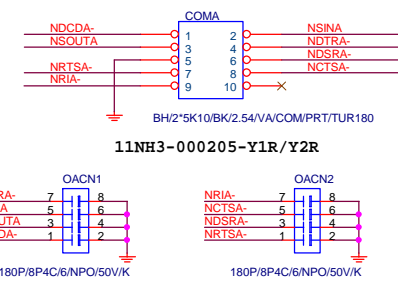 COMA
NDCDA- 1 2 NSINA
NSOUTA 3 4 NDTRA-
5 6 NDSRA-
NRTSA- 7 8 NCTSA-
NRIA- 9 10
BH/2*5K10/BK/2.54/VA/COM/PRT/TUR180
11NH3-000205-Y1R/Y2R
OACN1 OACN2
RA- 7 8 NRIA- 7 8
A 5 6 NCTSA- 5 6
UTA 3 4 NDSRA- 3 4
DA- 1 2 NRTSA- 1 2
180P/8P4C/6/NPO/50V/K 180P/8P4C/6/NPO/50V/K